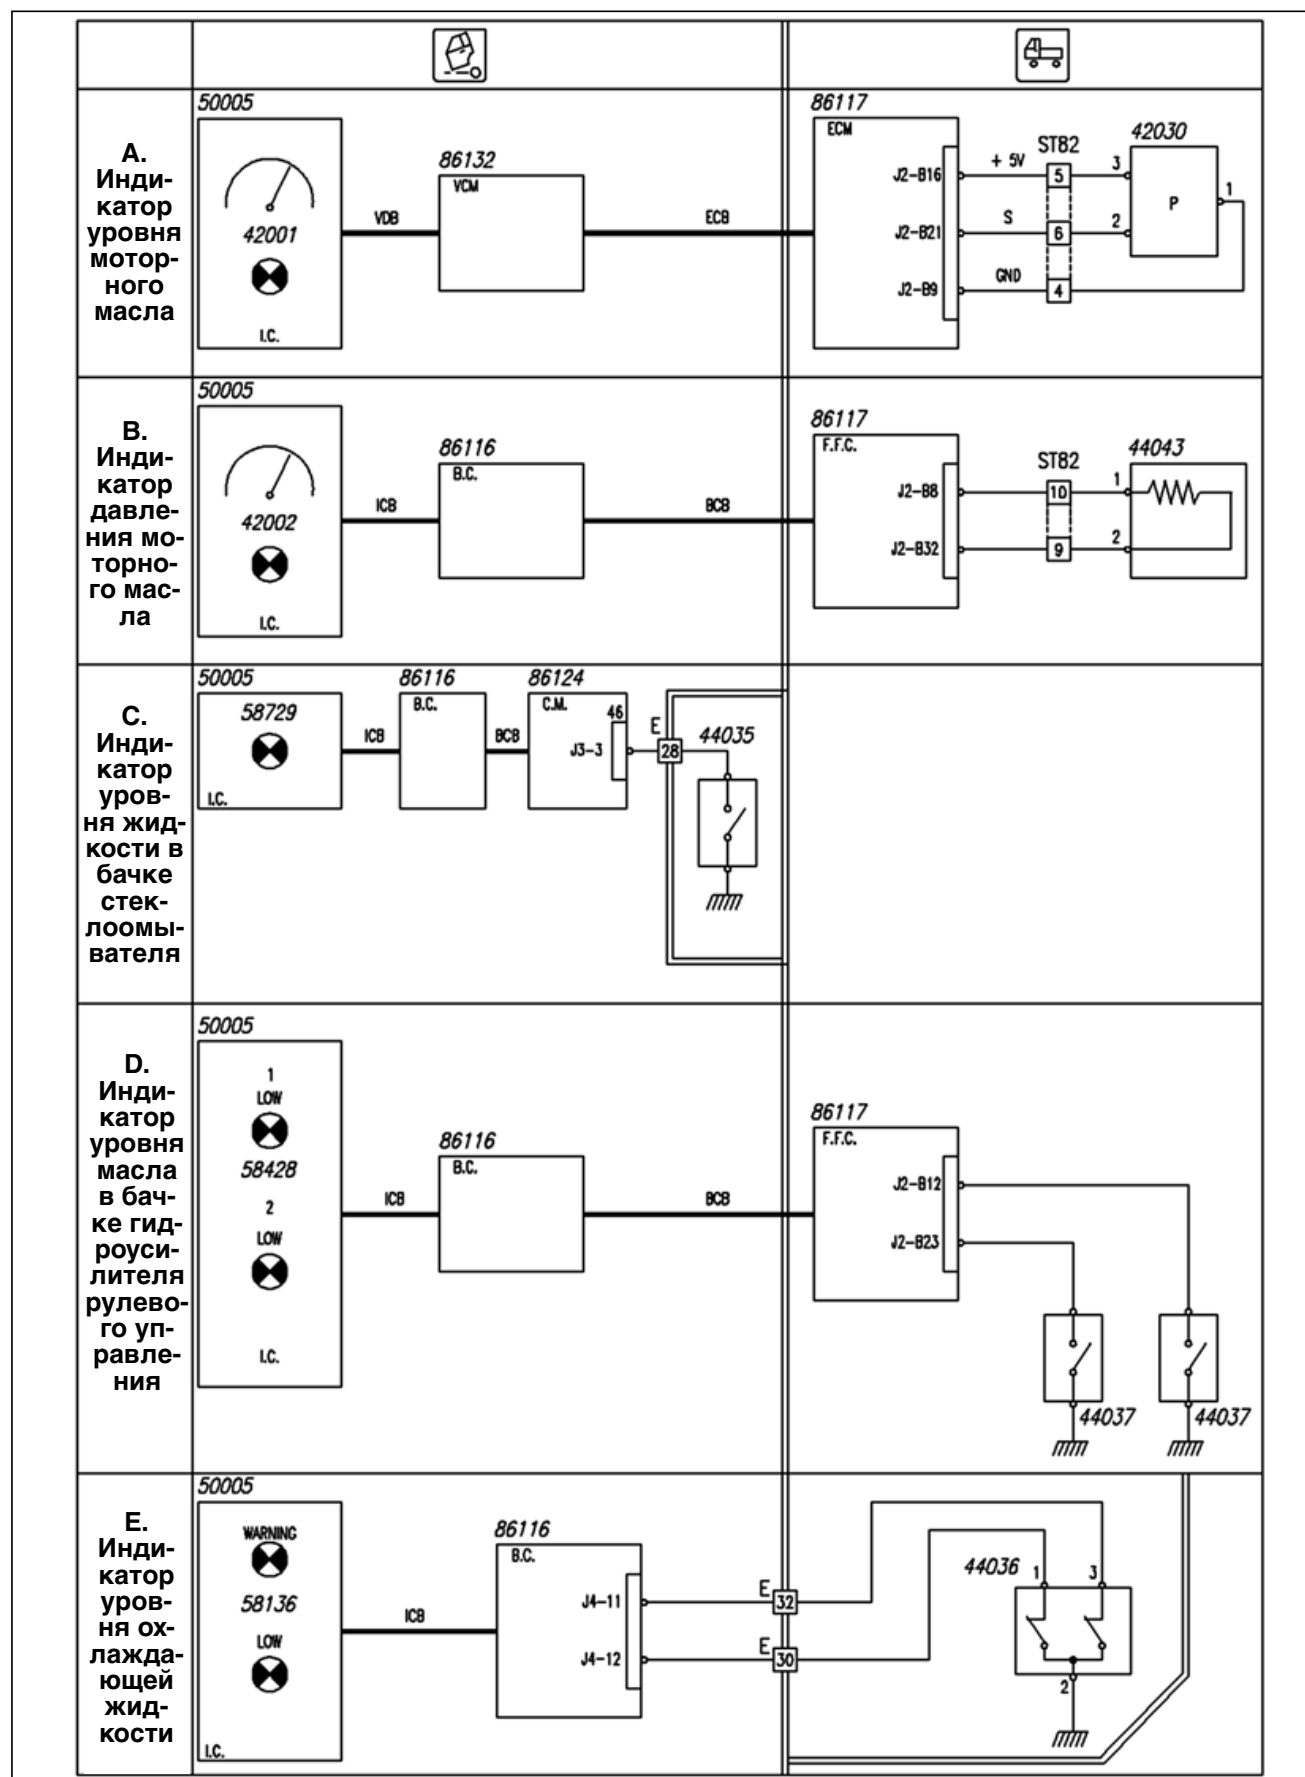 A.
Инди-
катор
уровня
мотор-
ного
масла
50005
42001
I.C.
VDB
86132
VCM
ECB
86117
ECM
J2-B16
J2-B21
J2-B9
+ 5V
S
GND
ST82
5
6
4
42030
3
2
1
P
B.
Инди-
катор
давле-
ния мо-
торно-
го мас-
ла
50005
42002
I.C.
ICB
86116
B.C.
BCB
86117
F.F.C.
J2-B8
J2-B32
ST82
10
9
44043
1
2
C.
Инди-
катор
уров-
ня жид-
кости в
бачке
стек-
лоомы-
вателя
50005
58729
I.C.
ICB
86116
B.C.
BCB
86124
C.M.
46
J3-3
E
28
44035
D.
Инди-
катор
уровня
масла
в бач-
ке гид-
роуси-
лителя
рулево-
го уп-
равле-
ния
50005
1
LOW
58428
2
LOW
I.C.
ICB
86116
B.C.
BCB
86117
F.F.C.
J2-B12
J2-B23
44037
44037
E.
Инди-
катор
уров-
ня ох-
лаждa-
ющей
жид-
кости
50005
WARNING
58136
LOW
I.C.
ICB
86116
B.C.
J4-11
J4-12
E
32
E
30
44036
1
3
2